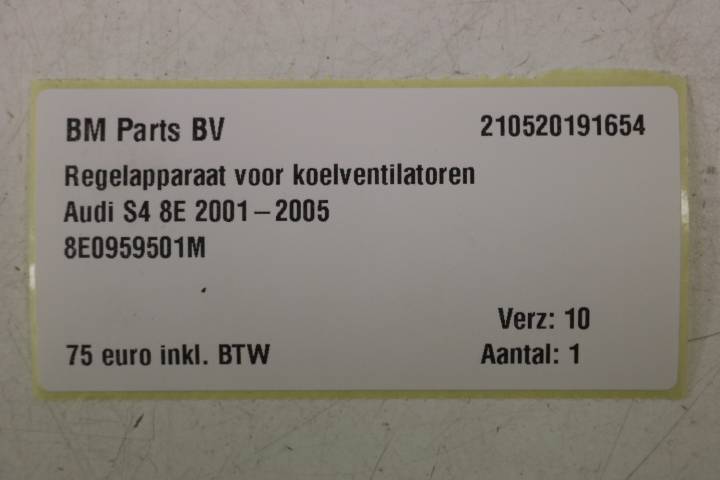 BM Parts BV 210520191654
Regelapparaat voor koelventilatoren
Audi S4 8E 2001 – 2005
8E0959501M
Verz: 10
75 euro inkl. BTW Aantal: 1